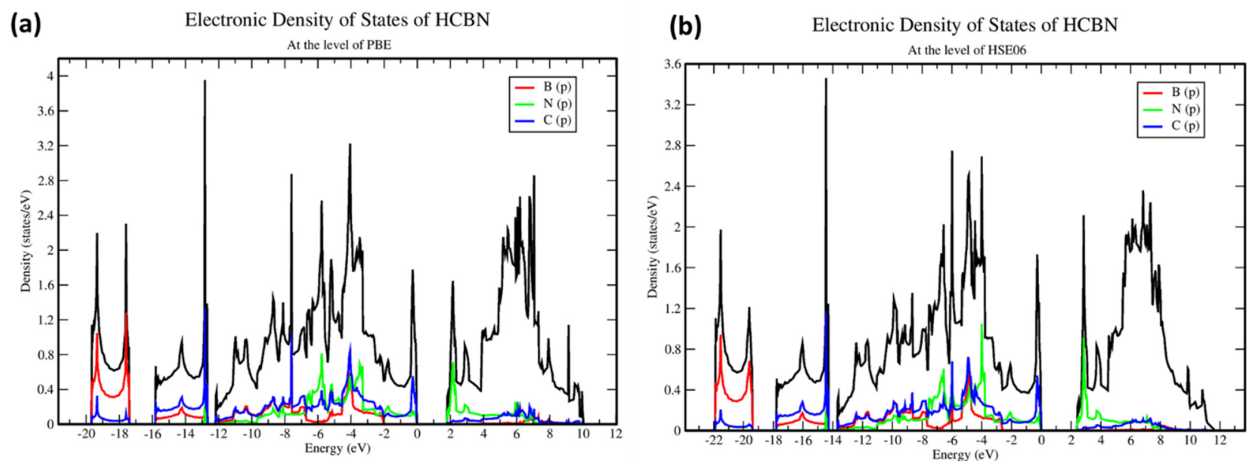 (a)
Electronic Density of States of HCBN
At the level of PBE
4
3.6
3.2
2.8
2.4
2
1.6
1.2
0.8
0.4
0
Density (states/eV)
B (p)
N (p)
C (p)
-20 -18 -16 -14 -12 -10 -8 -6 -4 -2 0 2 4 6 8 10 12
Energy (eV)
(b)
Electronic Density of States of HCBN
At the level of HSE06
3.6
3.2
2.8
2.4
2
1.6
1.2
0.8
0.4
0
Density (states/eV)
B (p)
N (p)
C (p)
-22 -20 -18 -16 -14 -12 -10 -8 -6 -4 -2 0 2 4 6 8 10 12
Energy (eV)